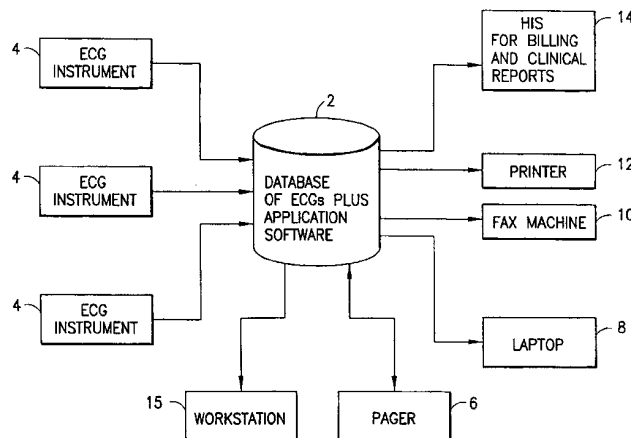 4
ECG
INSTRUMENT
HIS
FOR BILLING
AND CLINICAL
REPORTS
14
2
4
ECG
INSTRUMENT
DATABASE
OF ECGs PLUS
APPLICATION
SOFTWARE
PRINTER
12
FAX MACHINE
10
4
ECG
INSTRUMENT
LAPTOP
8
15
WORKSTATION
PAGER
6